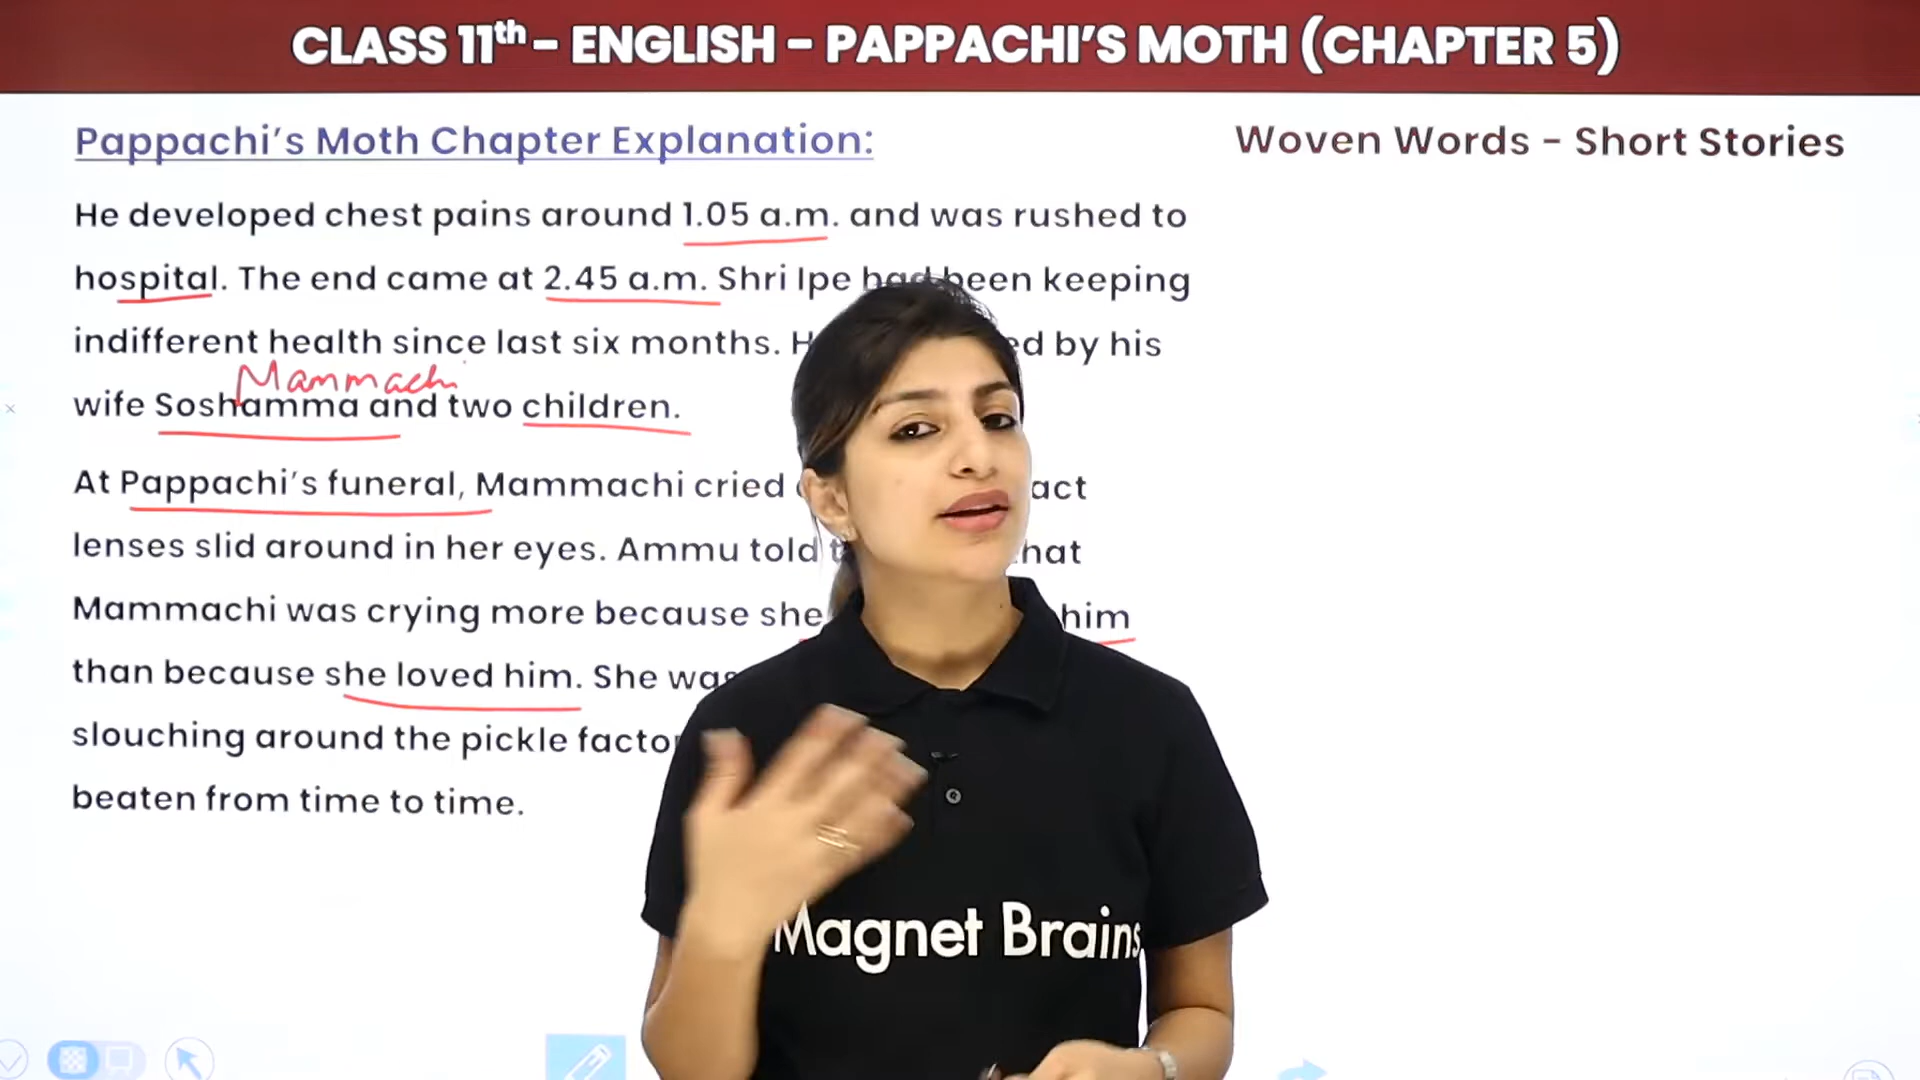 CLASS 11th – ENGLISH – PAPPACHI'S MOTH (CHAPTER 5)
Pappachi's Moth Chapter Explanation:
Woven Words – Short Stories
He developed chest pains around 1.05 a.m. and was rushed to
hospital. The end came at 2.45 a.m. Shri Ipe had been keeping
indifferent health since last six months. by his
Mammachi
wife Soshamma and two children.
At Pappachi's funeral, Mammachi cried
lenses slid around in her eyes. Ammu told
Mammachi was crying more because she him
than because she loved him. She was
slouching around the pickle
beaten from time to time.
Magnet Brains